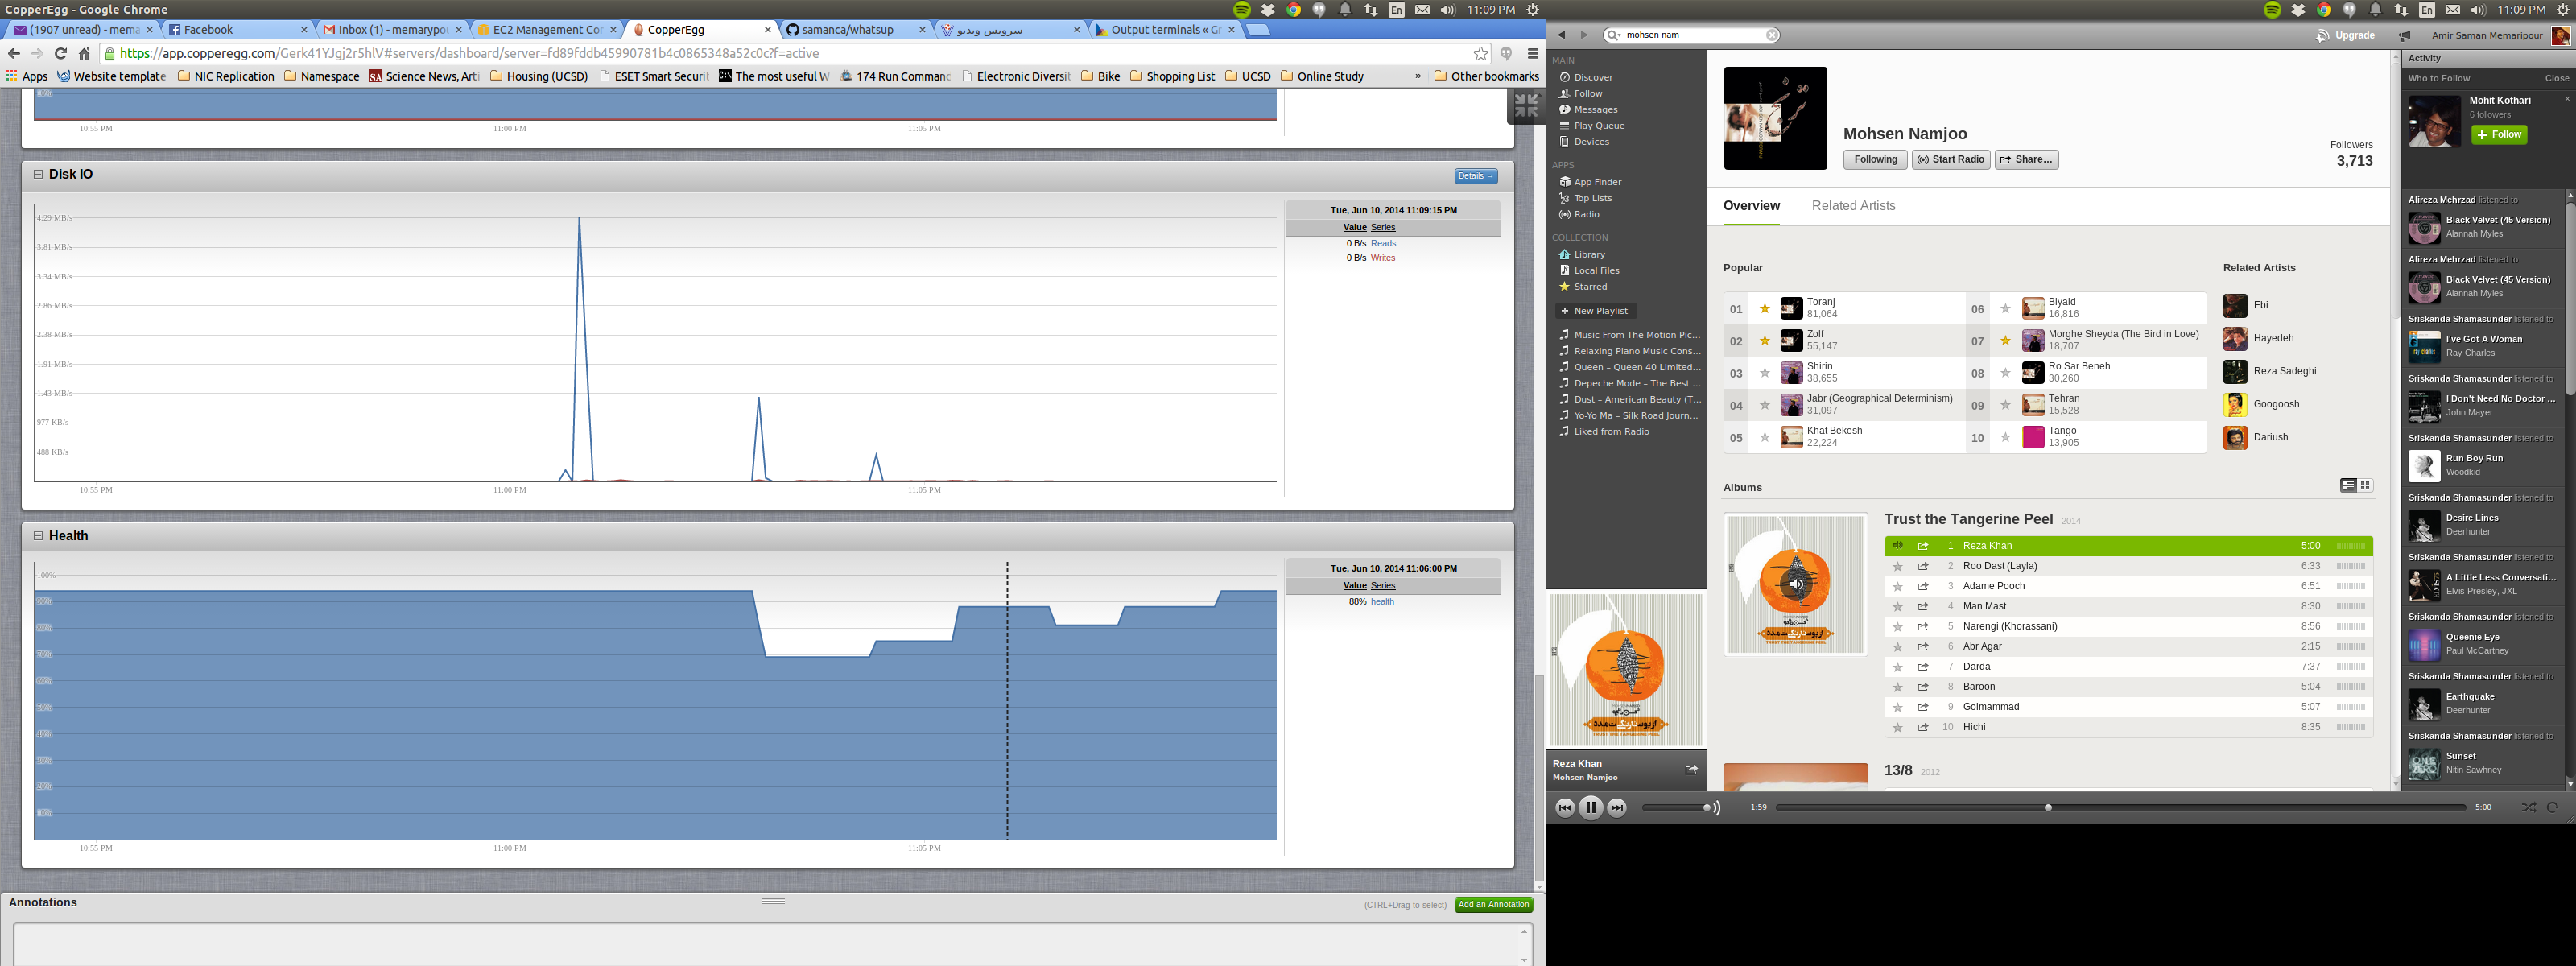 CopperEgg - Google Chrome
En
11:09 PM
(1907 unread) - mema
Facebook
Inbox (1) - memarypou
EC2 Management Co
CopperEgg
samanca/whatsup
سرویس ویدیو
Output terminals « Gr
https://app.copperegg.com/Gerk41YJgj2r5hlV#servers/dashboard/server=fd89fddb45990781b4c0865348a52c0c?f=active
Apps
Website template
NIC Replication
Namespace
Science News, Arti
Housing (UCSD)
ESET Smart Securit
The most useful W
174 Run Comman
Electronic Diversit
Bike
Shopping List
UCSD
Online Study
»
Other bookmarks
10%
10:55 PM
11:00 PM
11:05 PM
Disk IO
Details →
4.29 MB/s
3.81 MB/s
3.34 MB/s
2.86 MB/s
2.38 MB/s
1.91 MB/s
1.43 MB/s
977 KB/s
488 KB/s
10:55 PM
11:00 PM
11:05 PM
Tue, Jun 10, 2014 11:09:15 PM
Value Series
0 B/s Reads
0 B/s Writes
Health
100%
90%
80%
70%
60%
50%
40%
30%
20%
10%
10:55 PM
11:00 PM
11:05 PM
Tue, Jun 10, 2014 11:06:00 PM
Value Series
88% health
Annotations
(CTRL+Drag to select)
Add an Annotation
En
11:09 PM
mohsen nam
Upgrade
Amir Saman Memaripour
MAIN
Discover
Follow
Messages
Play Queue
Devices
APPS
App Finder
Top Lists
Radio
COLLECTION
Library
Local Files
Starred
+ New Playlist
Music From The Motion Pic...
Relaxing Piano Music Cons...
Queen – Queen 40 Limited...
Depeche Mode – The Best ...
Dust – American Beauty (T...
Yo-Yo Ma – Silk Road Journ...
Liked from Radio
TRUST THE TANGERINE PEEL
Reza Khan
Mohsen Namjoo
Mohsen Namjoo
Following
Start Radio
Share...
Followers
3,713
Overview
Related Artists
Popular
01 Toranj
81,064
02 Zolf
55,147
03 Shirin
38,655
04 Jabr (Geographical Determinism)
31,097
05 Khat Bekesh
22,224
06 Biyaid
16,816
07 Morghe Sheyda (The Bird in Love)
18,707
08 Ro Sar Beneh
30,260
09 Tehran
15,528
10 Tango
13,905
Related Artists
Ebi
Hayedeh
Reza Sadeghi
Googoosh
Dariush
Albums
TRUST THE TANGERINE PEEL
Trust the Tangerine Peel 2014
1 Reza Khan 5:00
2 Roo Dast (Layla) 6:33
3 Adame Pooch 6:51
4 Man Mast 8:30
5 Narengi (Khorassani) 8:56
6 Abr Agar 2:15
7 Darda 7:37
8 Baroon 5:04
9 Golmammad 5:07
10 Hichi 8:35
13/8 2012
1:59
5:00
Activity
Who to Follow
Close
Mohit Kothari
6 followers
+ Follow
Alireza Mehrzad listened to
Black Velvet (45 Version)
Alannah Myles
Alireza Mehrzad listened to
Black Velvet (45 Version)
Alannah Myles
Sriskanda Shamasunder listened to
I've Got A Woman
Ray Charles
Sriskanda Shamasunder listened to
I Don't Need No Doctor ...
John Mayer
Sriskanda Shamasunder listened to
Run Boy Run
Woodkid
Sriskanda Shamasunder listened to
Desire Lines
Deerhunter
Sriskanda Shamasunder listened to
A Little Less Conversati...
Elvis Presley, JXL
Sriskanda Shamasunder listened to
Queenie Eye
Paul McCartney
Sriskanda Shamasunder listened to
Earthquake
Deerhunter
Sriskanda Shamasunder listened to
Sunset
Nitin Sawhney